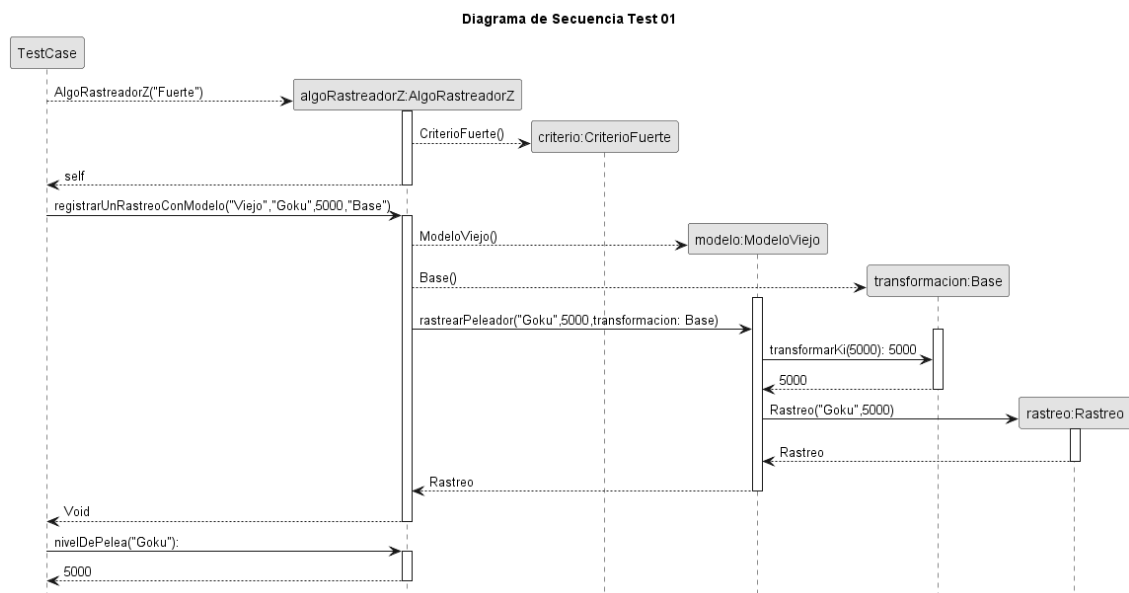 Diagrama de Secuencia Test 01
TestCase
AlgoRastreadorZ("Fuerte")
algoRastreadorZ:AlgoRastreadorZ
CriterioFuerte()
criterio:CriterioFuerte
self
registrarUnRastreoConModelo("Viejo","Goku",5000,"Base")
ModeloViejo()
modelo:ModeloViejo
Base()
transformacion:Base
rastrearPeleador("Goku",5000,transformacion: Base)
transformarKi(5000): 5000
5000
Rastreo("Goku",5000)
rastreo:Rastreo
Rastreo
Rastreo
Void
nivelDePelea("Goku"):
5000